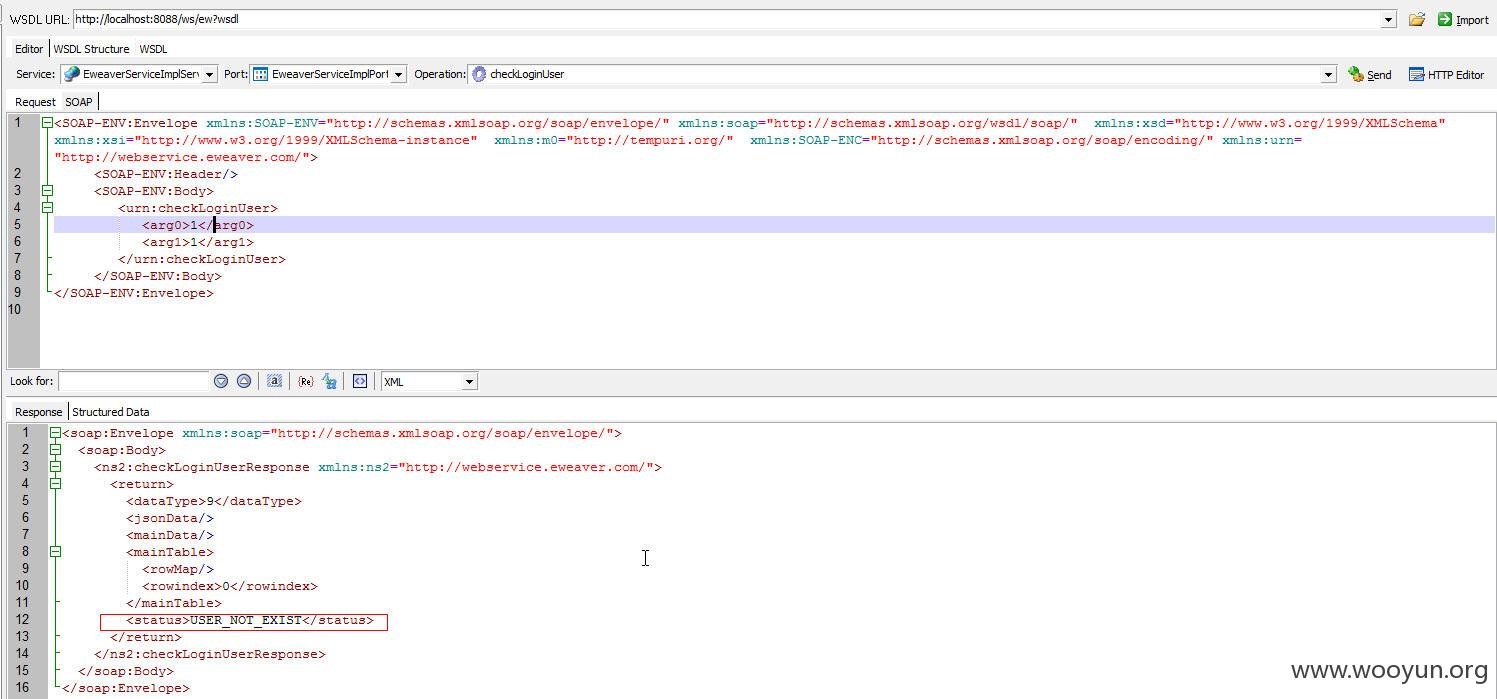 WSDL URL: http://localhost:8088/ws/ew?wsdl Import
Editor WSDL Structure WSDL
Service: EweaverServiceImplServ Port: EweaverServiceImplPort Operation: checkLoginUser Send HTTP Editor
Request SOAP
1 <SOAP-ENV:Envelope xmlns:SOAP-ENV="http://schemas.xmlsoap.org/soap/envelope/" xmlns:soap="http://schemas.xmlsoap.org/wsdl/soap/" xmlns:xsd="http://www.w3.org/1999/XMLSchema"
xmlns:xsi="http://www.w3.org/1999/XMLSchema-instance" xmlns:m0="http://tempuri.org/" xmlns:SOAP-ENC="http://schemas.xmlsoap.org/soap/encoding/" xmlns:urn=
"http://webservice.eweaver.com/">
2 <SOAP-ENV:Header/>
3 <SOAP-ENV:Body>
4 <urn:checkLoginUser>
5 <arg0>1</arg0>
6 <arg1>1</arg1>
7 </urn:checkLoginUser>
8 </SOAP-ENV:Body>
9 </SOAP-ENV:Envelope>
10
Look for: a (Re) XML
Response Structured Data
1 <soap:Envelope xmlns:soap="http://schemas.xmlsoap.org/soap/envelope/">
2 <soap:Body>
3 <ns2:checkLoginUserResponse xmlns:ns2="http://webservice.eweaver.com/">
4 <return>
5 <dataType>9</dataType>
6 <jsonData/>
7 <mainData/>
8 <mainTable>
9 <rowMap/>
10 <rowindex>0</rowindex>
11 </mainTable>
12 <status>USER_NOT_EXIST</status>
13 </return>
14 </ns2:checkLoginUserResponse>
15 </soap:Body>
16 </soap:Envelope>
www.wooyun.org